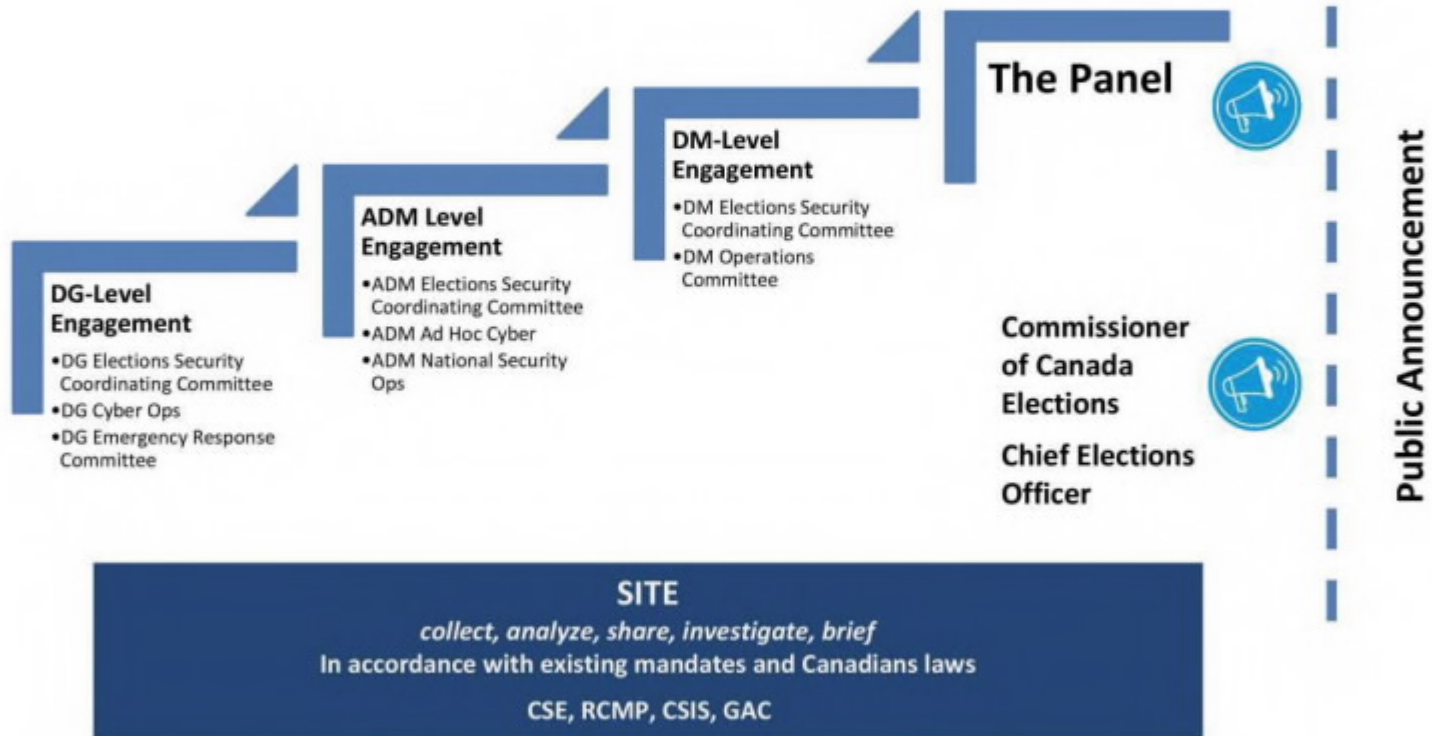 DG-Level
Engagement
•DG Elections Security
Coordinating Committee
•DG Cyber Ops
•DG Emergency Response
Committee
ADM Level
Engagement
•ADM Elections Security
Coordinating Committee
•ADM Ad Hoc Cyber
•ADM National Security
Ops
DM-Level
Engagement
•DM Elections Security
Coordinating Committee
•DM Operations
Committee
The Panel
Commissioner
of Canada
Elections
Chief Elections
Officer
Public Announcement
SITE
collect, analyze, share, investigate, brief
In accordance with existing mandates and Canadians laws
CSE, RCMP, CSIS, GAC